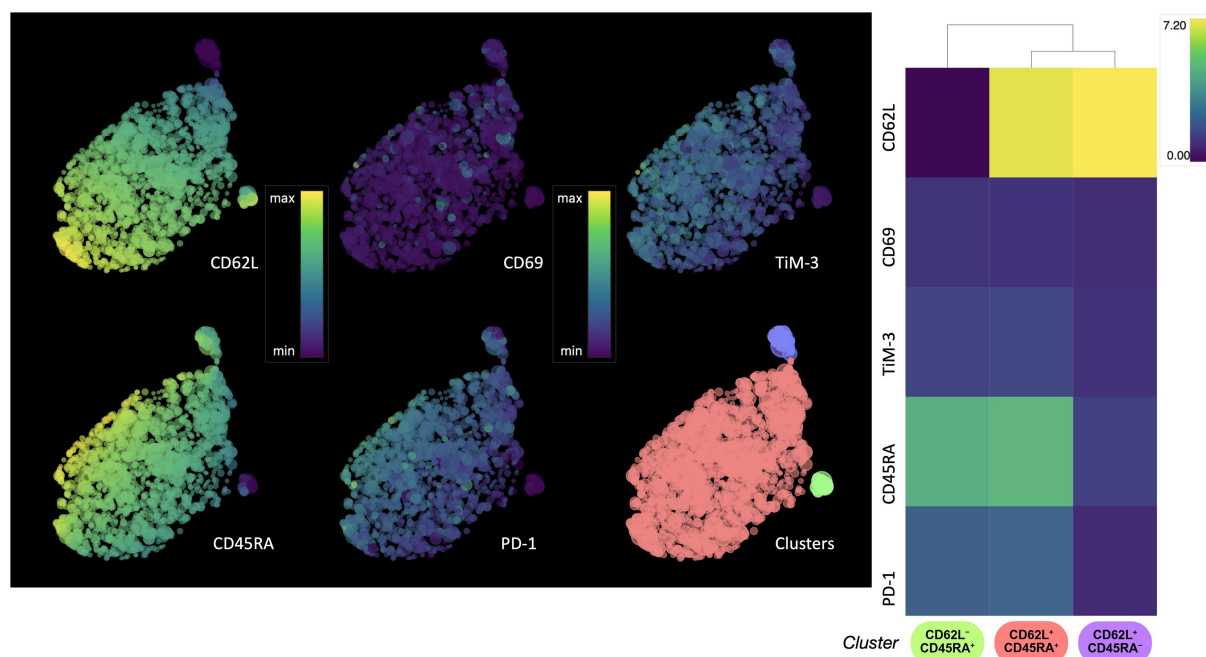 max
min
CD62L
max
min
CD69
TiM-3
CD45RA
PD-1
Clusters
7.20
0.00
CD62L
CD69
TiM-3
CD45RA
PD-1
Cluster
CD62L⁻
CD45RA⁺
CD62L⁺
CD45RA⁺
CD62L⁺
CD45RA⁻